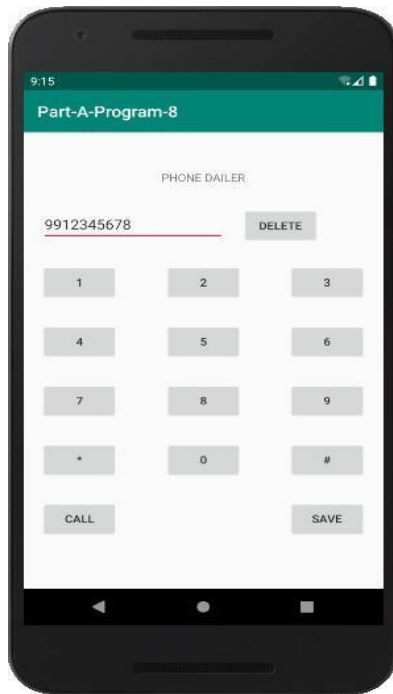 9:15
Part-A-Program-8
PHONE DAILER
9912345678 DELETE
1 2 3
4 5 6
7 8 9
* 0 #
CALL SAVE